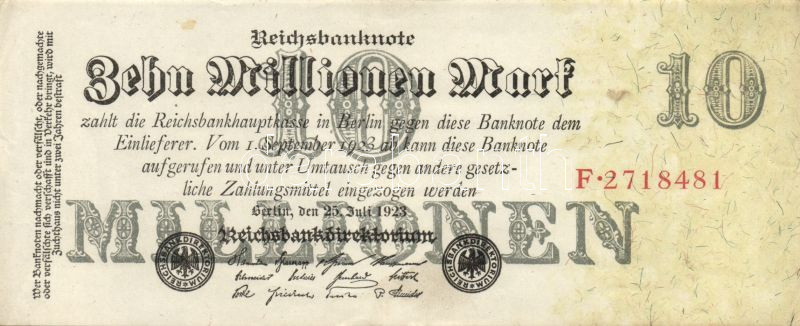 Reichsbanknote
Zehn Millionen Mark
10
10
zahlt die Reichsbankhauptkasse in Berlin gegen diese Banknote dem
Einlieferer. Vom 1. September 1923 ab kann diese Banknote
aufgerufen und unter Umtausch gegen andere gesetz-
liche Zahlungsmittel eingezogen werden
F·2718481
MILLIONEN
Berlin, den 25. Juli 1923
Reichsbankdirektorium
REICHSBANKDIREKTORIUM
REICHSBANKDIREKTORIUM
Wer Banknoten nachmacht oder verfälscht, oder nachgemachte
oder verfälschte sich verschafft und in Verkehr bringt, wird mit
Zuchthaus nicht unter zwei Jahren bestraft